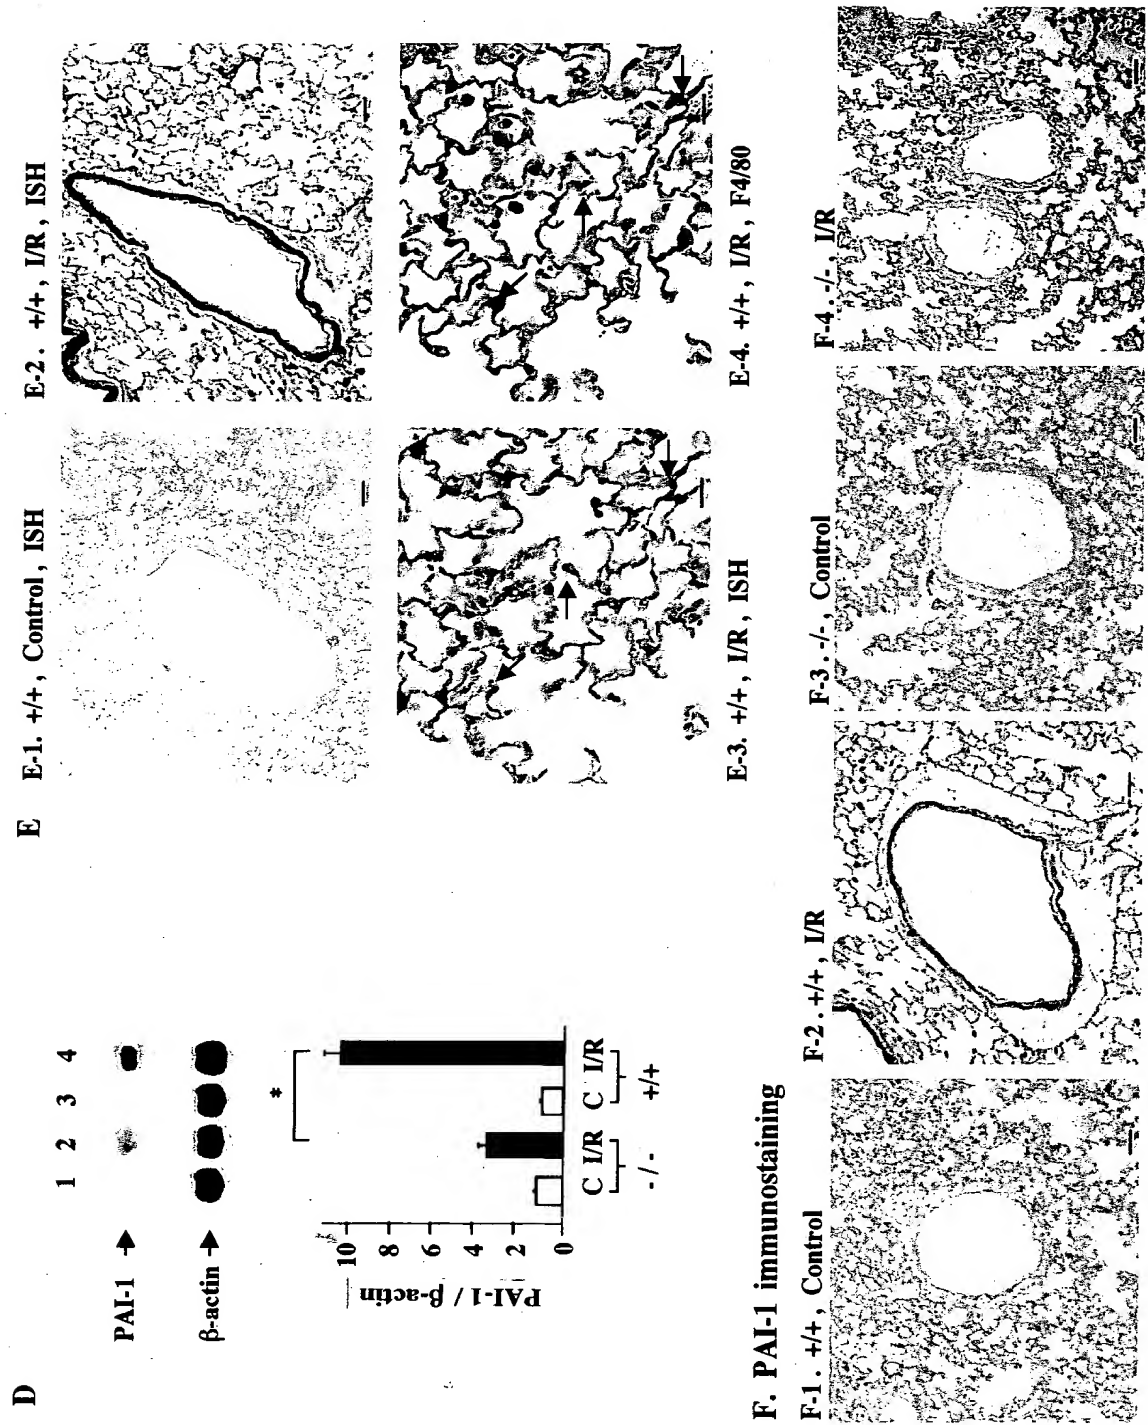 D
1 2 3 4
PAI-1
β-actin
PAI-1 / β-actin
10
8
6
4
2
0
*
C I/R C I/R
-/- +/+
E
E-1. +/+, Control, ISH
E-2. +/+, I/R, ISH
E-3. +/+, I/R, ISH
E-4. +/+, I/R, F4/80
F. PAI-1 immunostaining
F-1. +/+, Control
F-2. +/+, I/R
F-3. -/-, Control
F-4. -/-, I/R